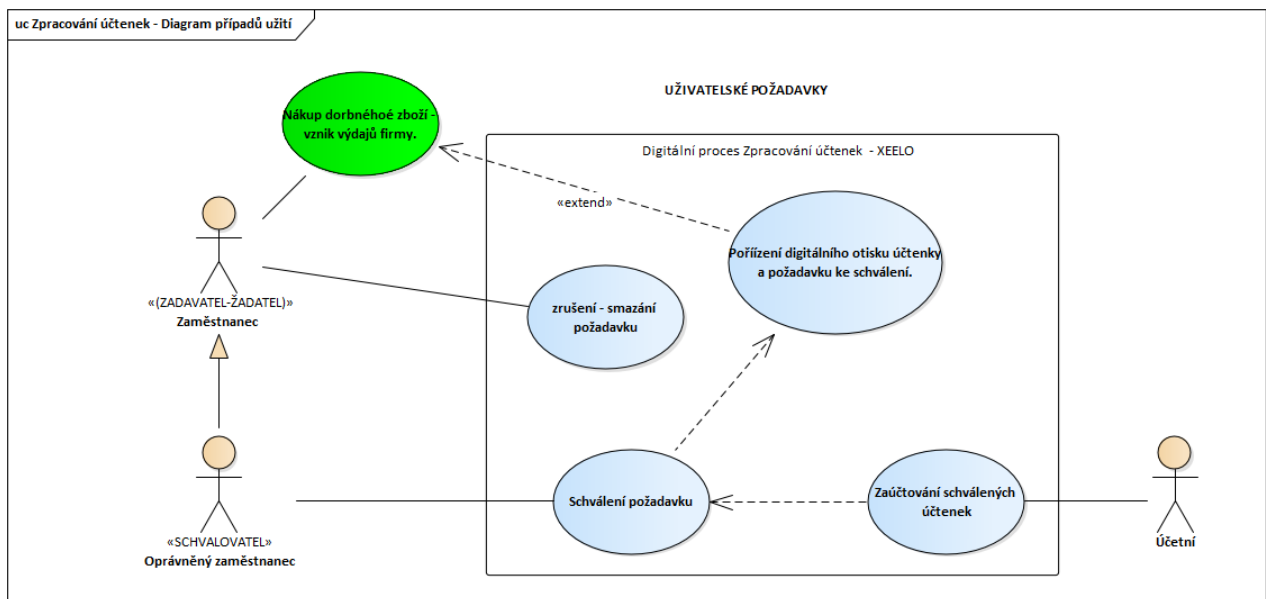 uc Zpracování účtenek - Diagram případů užití
UŽIVATELSKÉ POŽADAVKY
Nákup dorbnéhoé zboží -
vznik výdajů firmy.
Digitální proces Zpracování účtenek - XEELO
«extend»
Poříízení digitálního otisku účtenky
a požadavku ke schválení.
«(ZADAVATEL-ŽADATEL)»
Zaměstnanec
zrušení - smazání
požadavku
Schválení požadavku
Zaúčtování schválených
účtenek
«SCHVALOVATEL»
Oprávněný zaměstnanec
Účetní